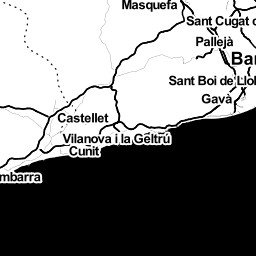 Masquefa
Sant Cugat d
Pallejà
Bar
Sant Boi de Llob
Gavà
Castellet
Vilanova i la Geltrú
Cunit
mbarra